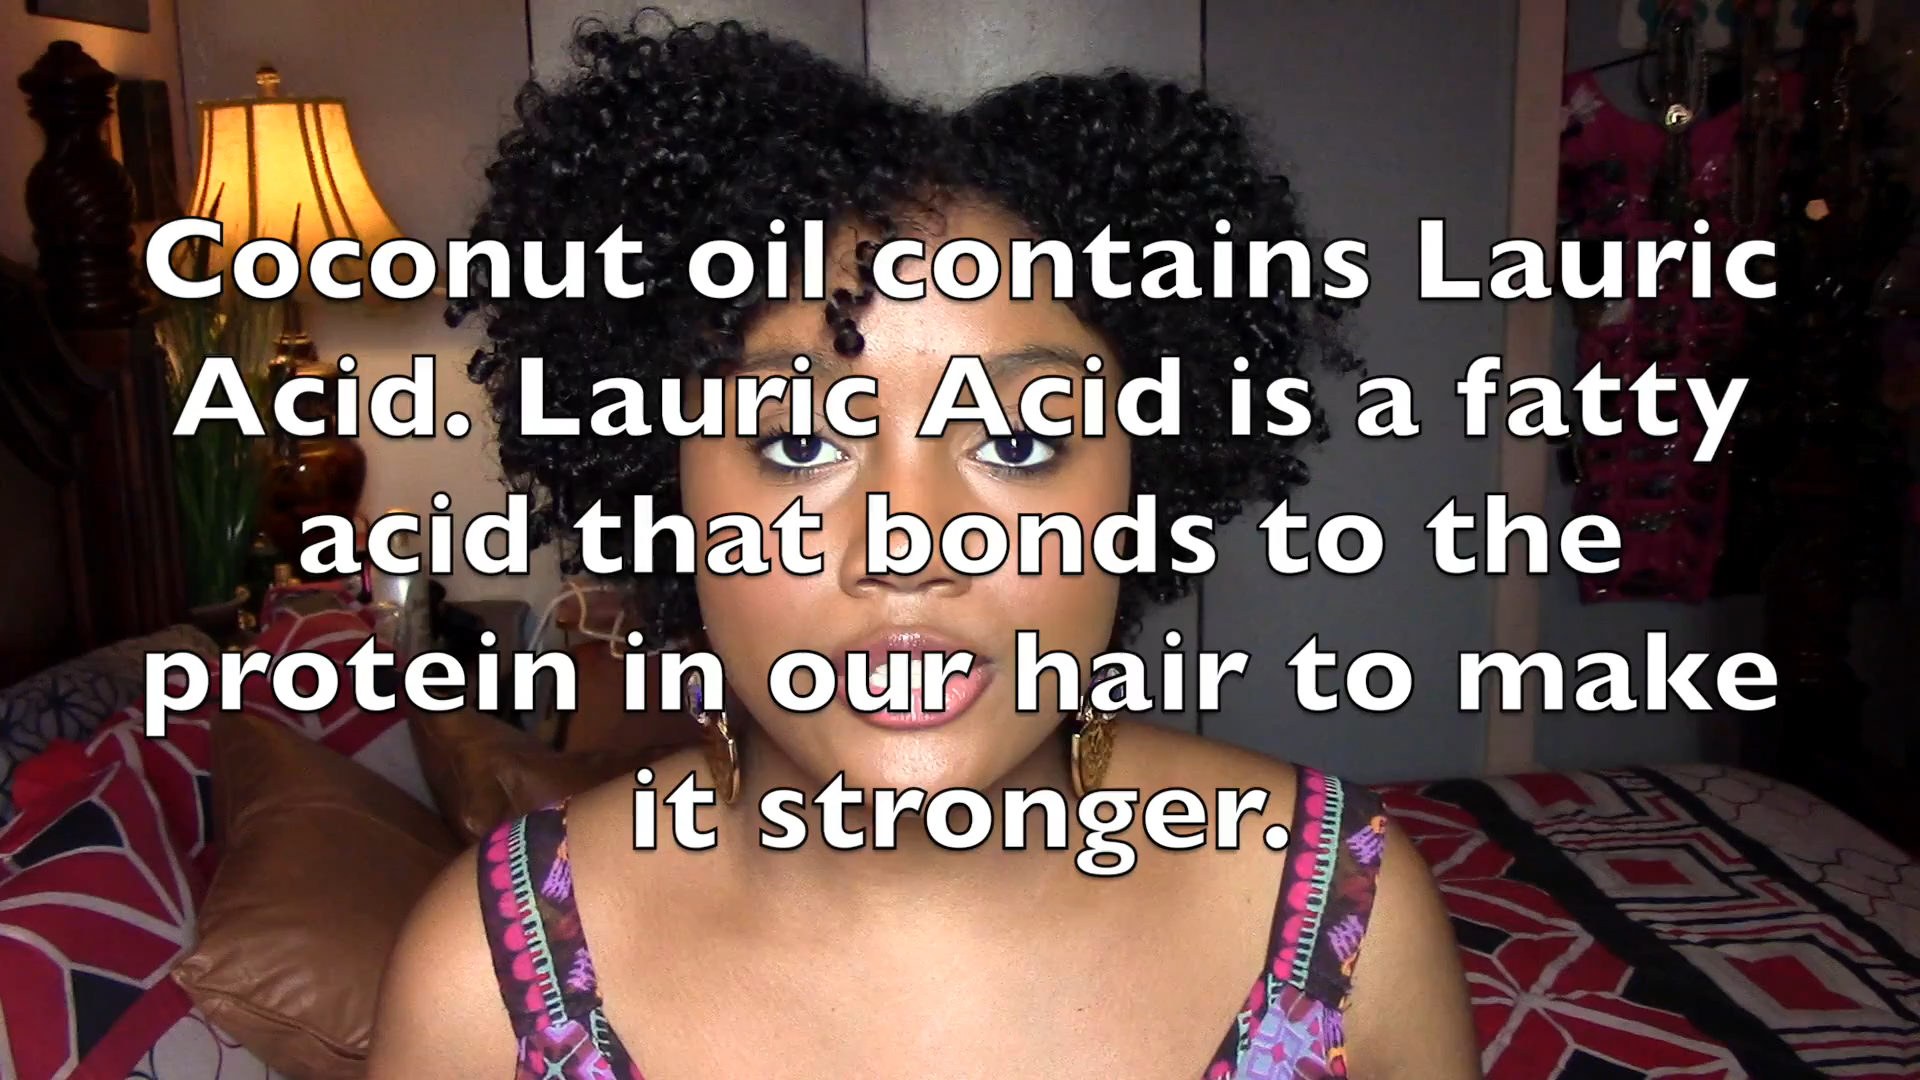 Coconut oil contains Lauric
Acid. Lauric Acid is a fatty
acid that bonds to the
protein in our hair to make
it stronger.